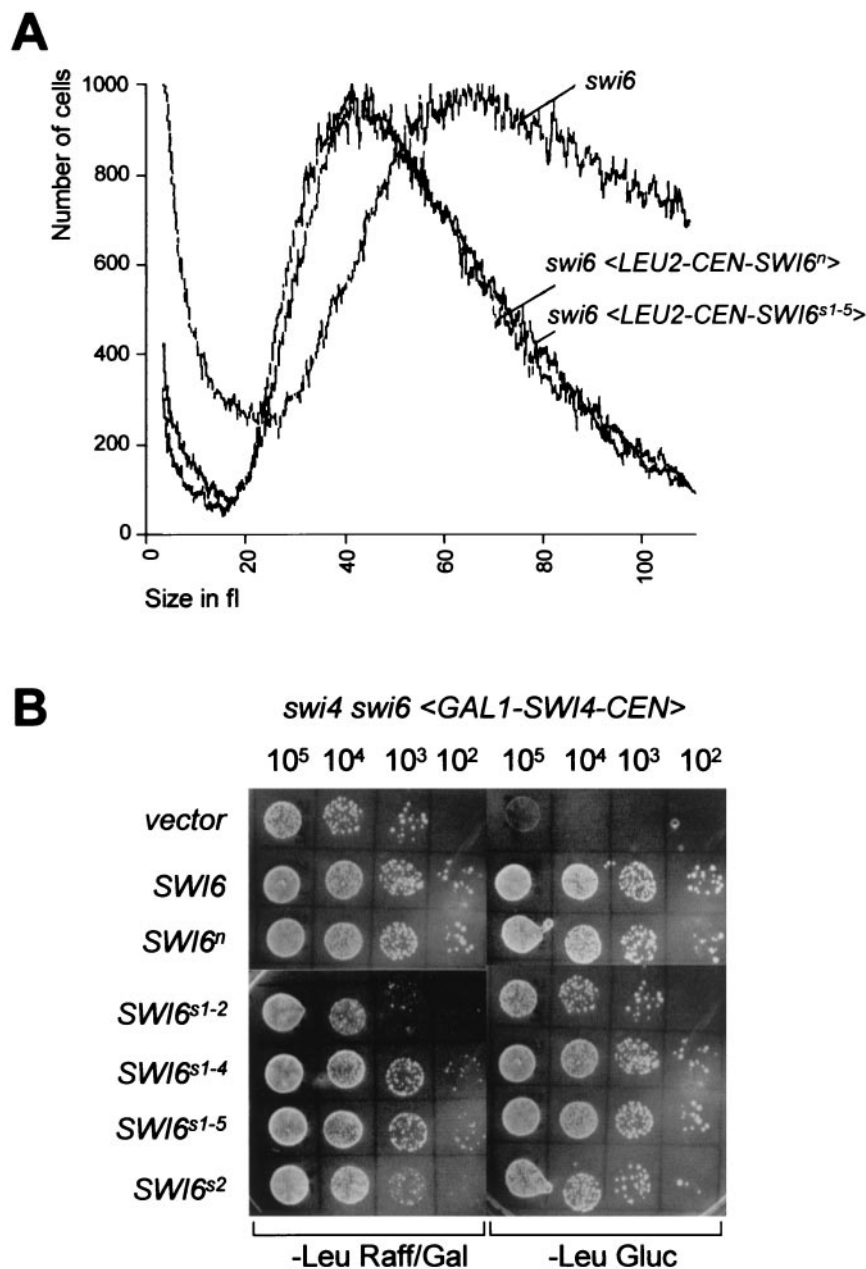 A
Number of cells
1000
800
600
400
200
0
0
20
40
60
80
100
Size in fl
swi6
swi6 <LEU2-CEN-SWI6ⁿ>
swi6 <LEU2-CEN-SWI6ˢ¹⁻⁵>
B
swi4 swi6 <GAL1-SWI4-CEN>
10⁵ 10⁴ 10³ 10² 10⁵ 10⁴ 10³ 10²
vector
SWI6
SWI6ⁿ
SWI6ˢ¹⁻²
SWI6ˢ¹⁻⁴
SWI6ˢ¹⁻⁵
SWI6ˢ²
-Leu Raff/Gal -Leu Gluc